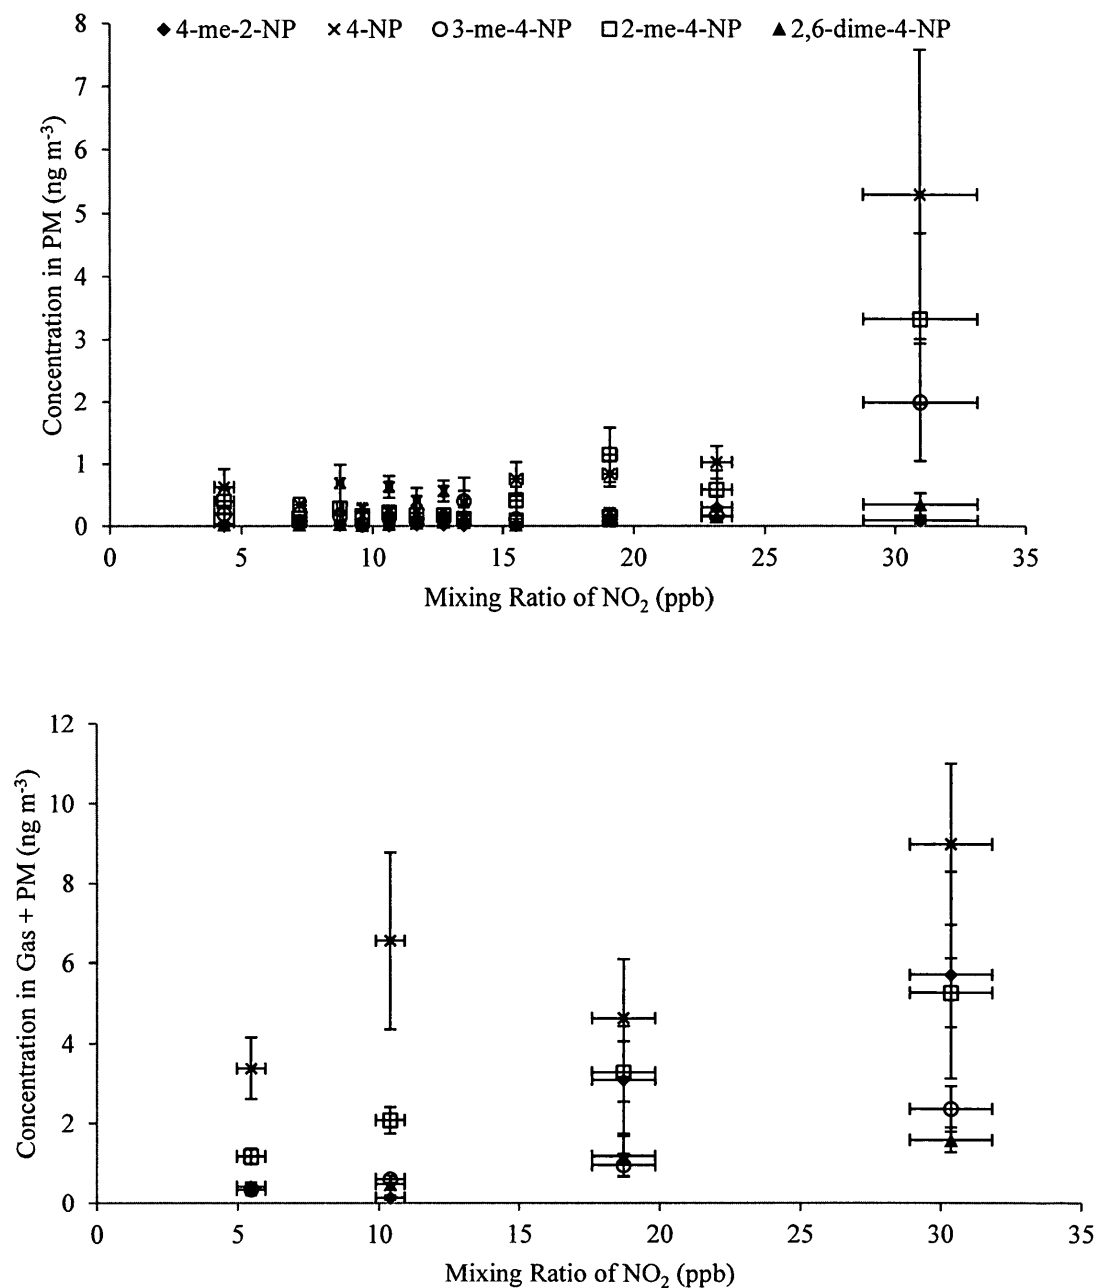 8 4-me-2-NP 4-NP 3-me-4-NP 2-me-4-NP 2,6-dime-4-NP
7
6
5
4
3
2
1
0
Concentration in PM (ng m⁻³)
0 5 10 15 20 25 30 35
Mixing Ratio of NO₂ (ppb)
12
10
8
6
4
2
0
Concentration in Gas + PM (ng m⁻³)
0 5 10 15 20 25 30 35
Mixing Ratio of NO₂ (ppb)